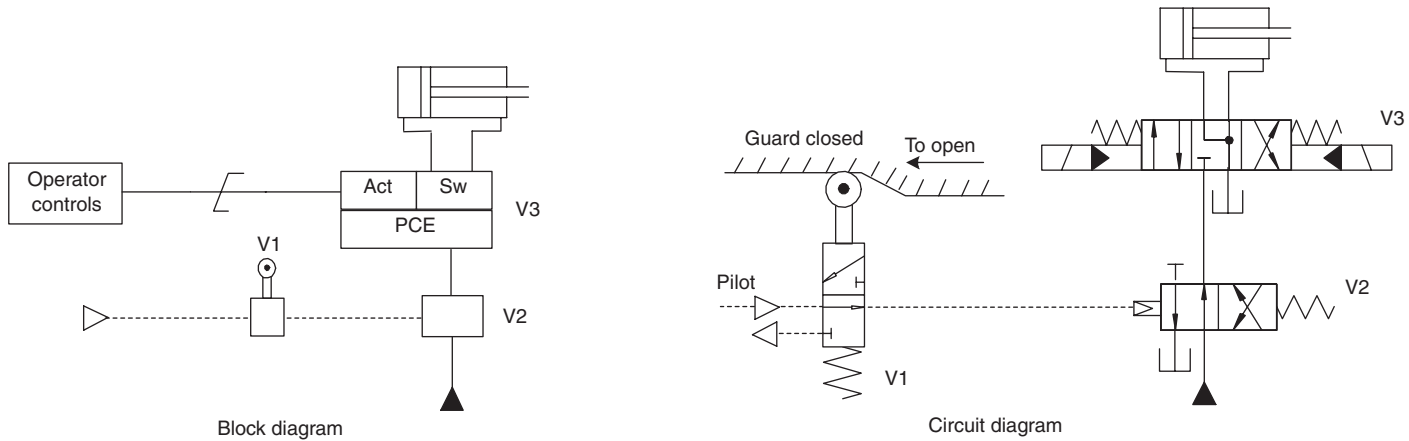 Operator
controls
Act
Sw
PCE
V3
V1
V2
Block diagram
Guard closed
To open
V3
Pilot
V2
V1
Circuit diagram